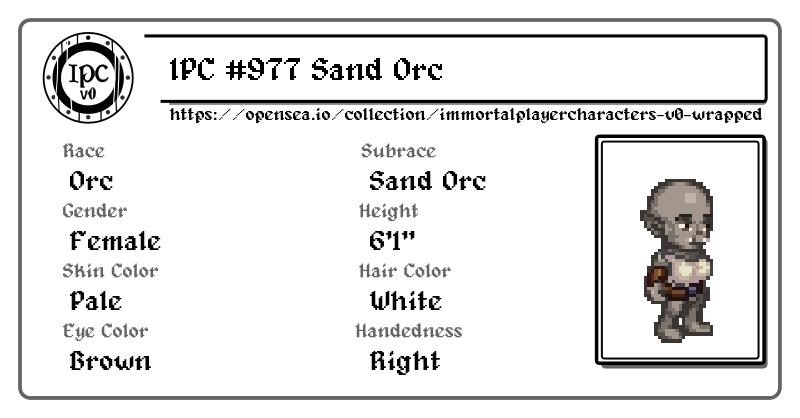 IPC v0
IPC #977 Sand Orc
https://opensea.io/collection/immortalplayercharacters-v0-wrapped
Race
Subrace
Orc
Sand Orc
Gender
Height
Female
6'1"
Skin Color
Hair Color
Pale
White
Eye Color
Handedness
Brown
Right